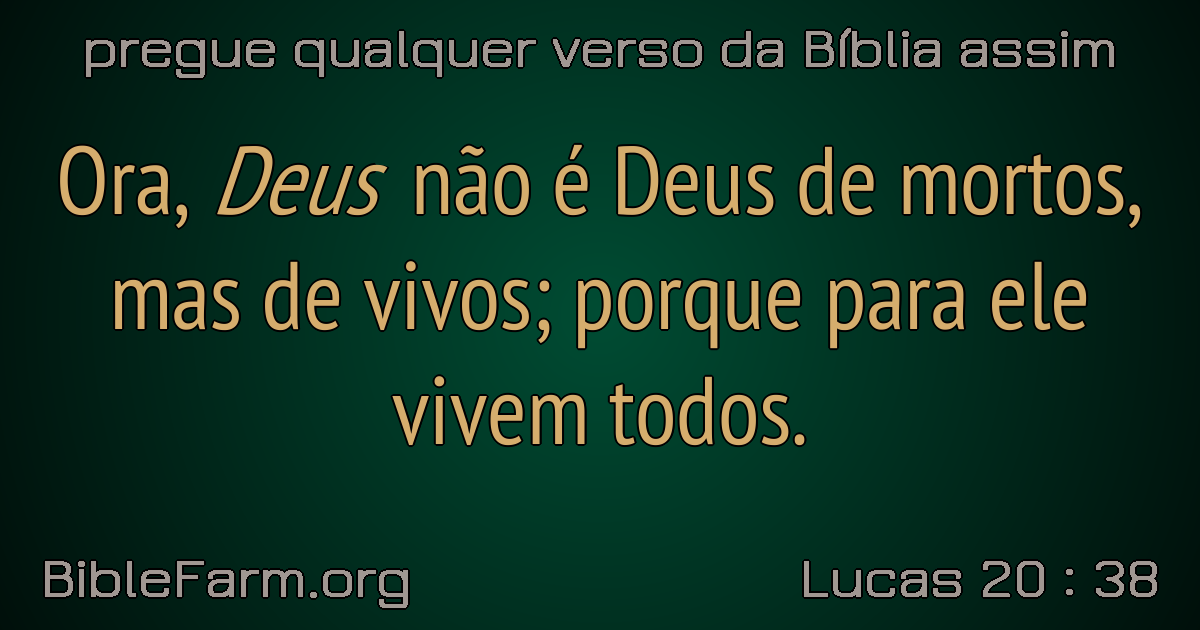 pregue qualquer verso da Bíblia assim
Ora, Deus não é Deus de mortos,
mas de vivos; porque para ele
vivem todos.
BibleFarm.org
Lucas 20 : 38